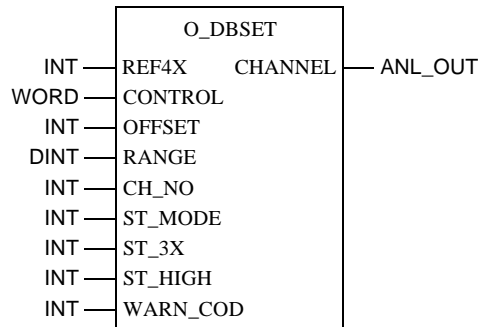 O_DBSET
INT REF4X CHANNEL ANL_OUT
WORD CONTROL
INT OFFSET
DINT RANGE
INT CH_NO
INT ST_MODE
INT ST_3X
INT ST_HIGH
INT WARN_COD